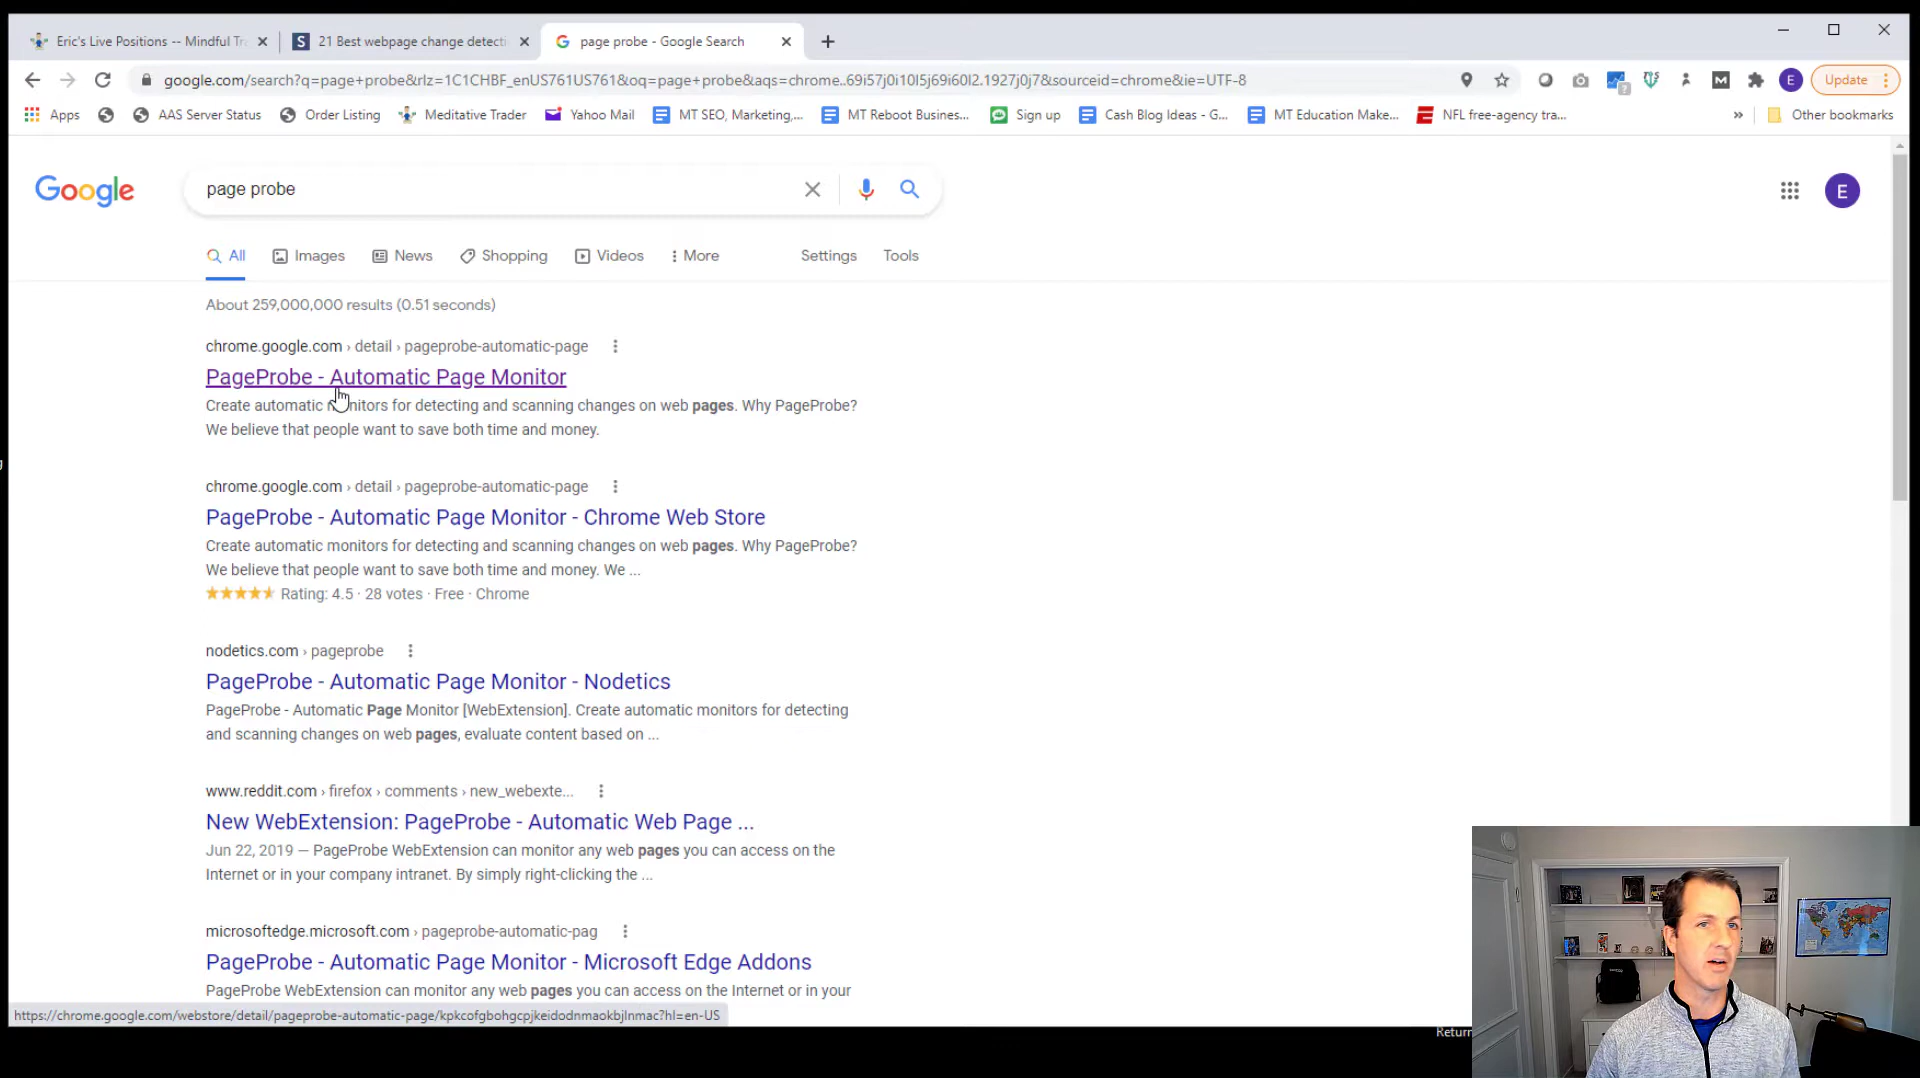 Eric's Live Positions -- Mindful Tra
21 Best webpage change detecti
page probe - Google Search
google.com/search?q=page+probe&rlz=1C1CHBF_enUS761US761&oq=page+probe&aqs=chrome..69i57j0i10l5j69i60l2.1927j0j7&sourceid=chrome&ie=UTF-8
E
Update
Apps
AAS Server Status
Order Listing
Meditative Trader
Yahoo Mail
MT SEO, Marketing,...
MT Reboot Busines...
Sign up
Cash Blog Ideas - G...
MT Education Make...
NFL free-agency tra...
»
Other bookmarks
Google
page probe
E
All
Images
News
Shopping
Videos
More
Settings
Tools
About 259,000,000 results (0.51 seconds)
chrome.google.com › detail › pageprobe-automatic-page
PageProbe - Automatic Page Monitor
Create automatic monitors for detecting and scanning changes on web pages. Why PageProbe?
We believe that people want to save both time and money.
chrome.google.com › detail › pageprobe-automatic-page
PageProbe - Automatic Page Monitor - Chrome Web Store
Create automatic monitors for detecting and scanning changes on web pages. Why PageProbe?
We believe that people want to save both time and money. We ...
Rating: 4.5 · 28 votes · Free · Chrome
nodetics.com › pageprobe
PageProbe - Automatic Page Monitor - Nodetics
PageProbe - Automatic Page Monitor [WebExtension]. Create automatic monitors for detecting
and scanning changes on web pages, evaluate content based on ...
www.reddit.com › firefox › comments › new_webexte...
New WebExtension: PageProbe - Automatic Web Page ...
Jun 22, 2019 — PageProbe WebExtension can monitor any web pages you can access on the
Internet or in your company intranet. By simply right-clicking the ...
microsoftedge.microsoft.com › pageprobe-automatic-pag
PageProbe - Automatic Page Monitor - Microsoft Edge Addons
PageProbe WebExtension can monitor any web pages you can access on the Internet or in your
https://chrome.google.com/webstore/detail/pageprobe-automatic-page/kpkcofgbohgcpjkeidodnmaokbjlnmac?hl=en-US
Return